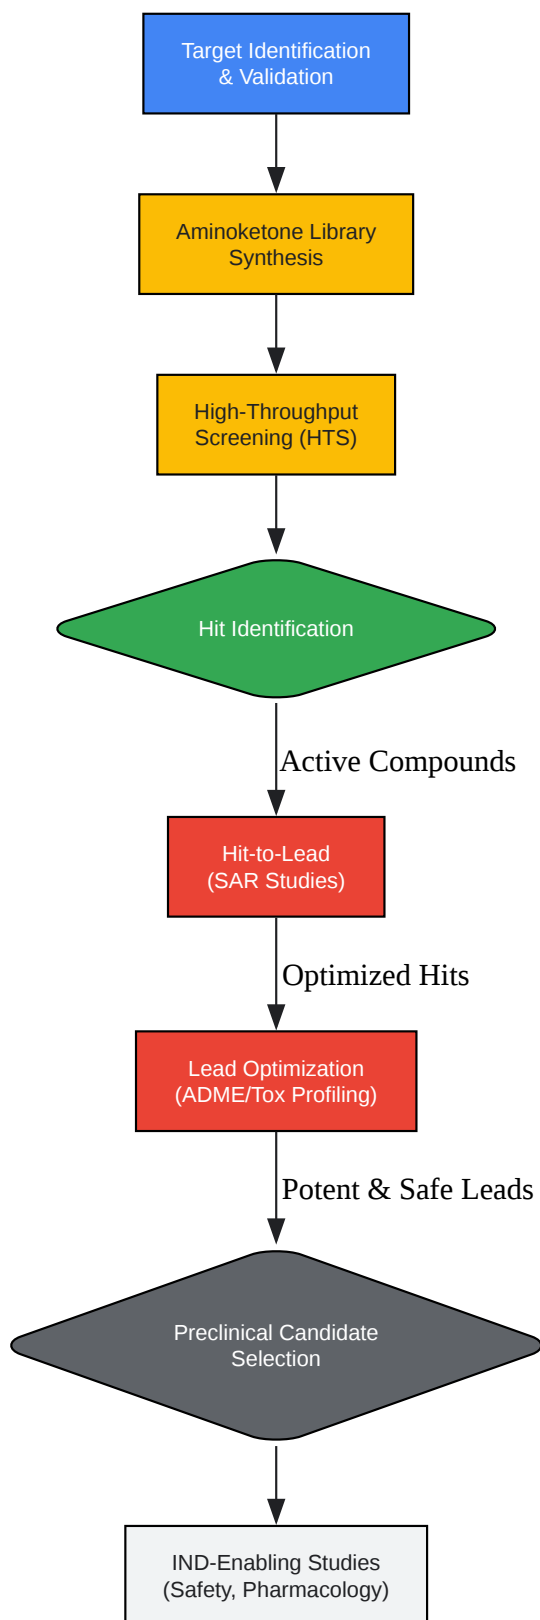 Target Identification
& Validation
Aminoketone Library
Synthesis
High-Throughput
Screening (HTS)
Hit Identification
Active Compounds
Hit-to-Lead
(SAR Studies)
Optimized Hits
Lead Optimization
(ADME/Tox Profiling)
Potent & Safe Leads
Preclinical Candidate
Selection
IND-Enabling Studies
(Safety, Pharmacology)